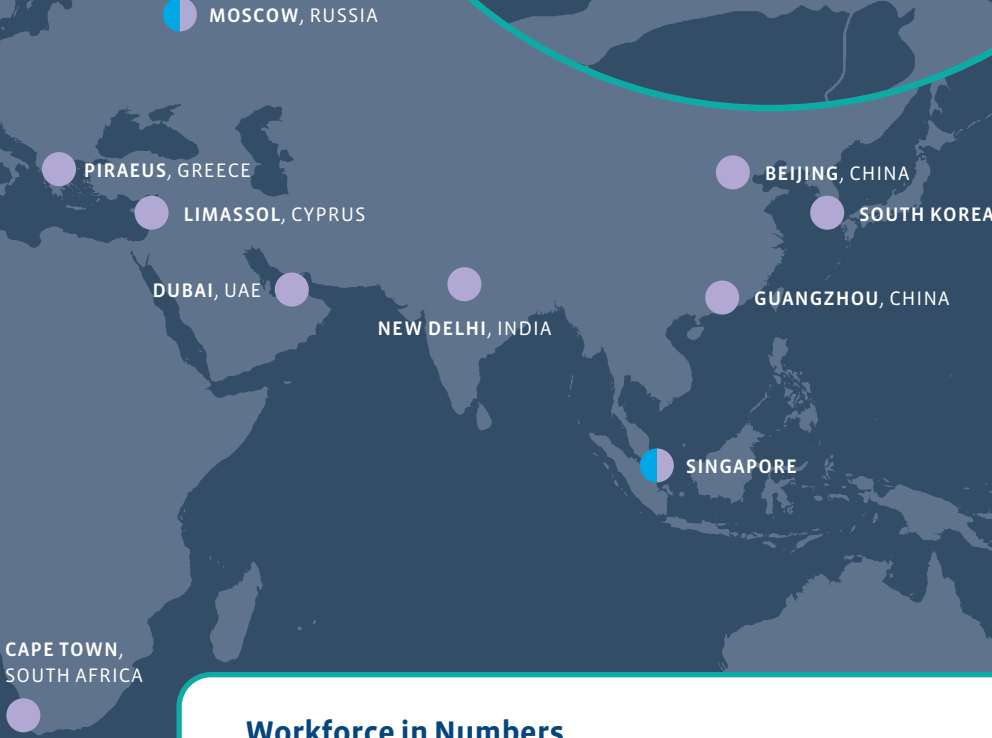 MOSCOW, RUSSIA
PIRAEUS, GREECE
BEIJING, CHINA
LIMASSOL, CYPRUS
SOUTH KOREA
DUBAI, UAE
GUANGZHOU, CHINA
NEW DELHI, INDIA
SINGAPORE
CAPE TOWN,
SOUTH AFRICA
Workforce in Numbers